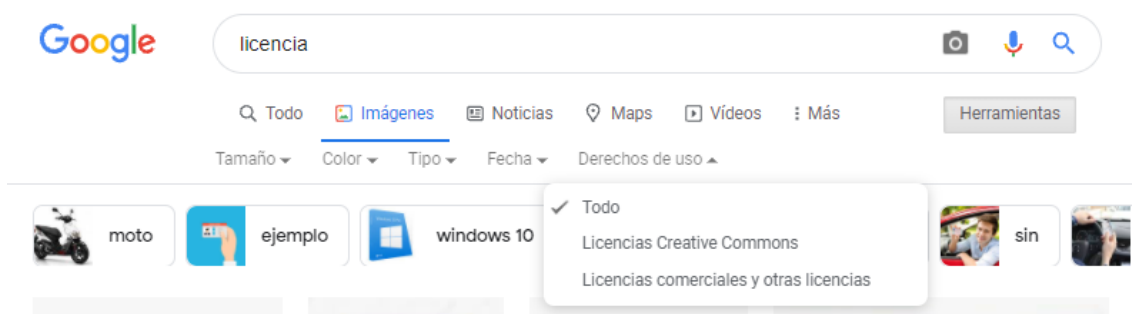 Google
licencia
Todo Imágenes Noticias Maps Vídeos Más Herramientas
Tamaño Color Tipo Fecha Derechos de uso
Todo
Licencias Creative Commons
Licencias comerciales y otras licencias
moto ejemplo windows 10 sin